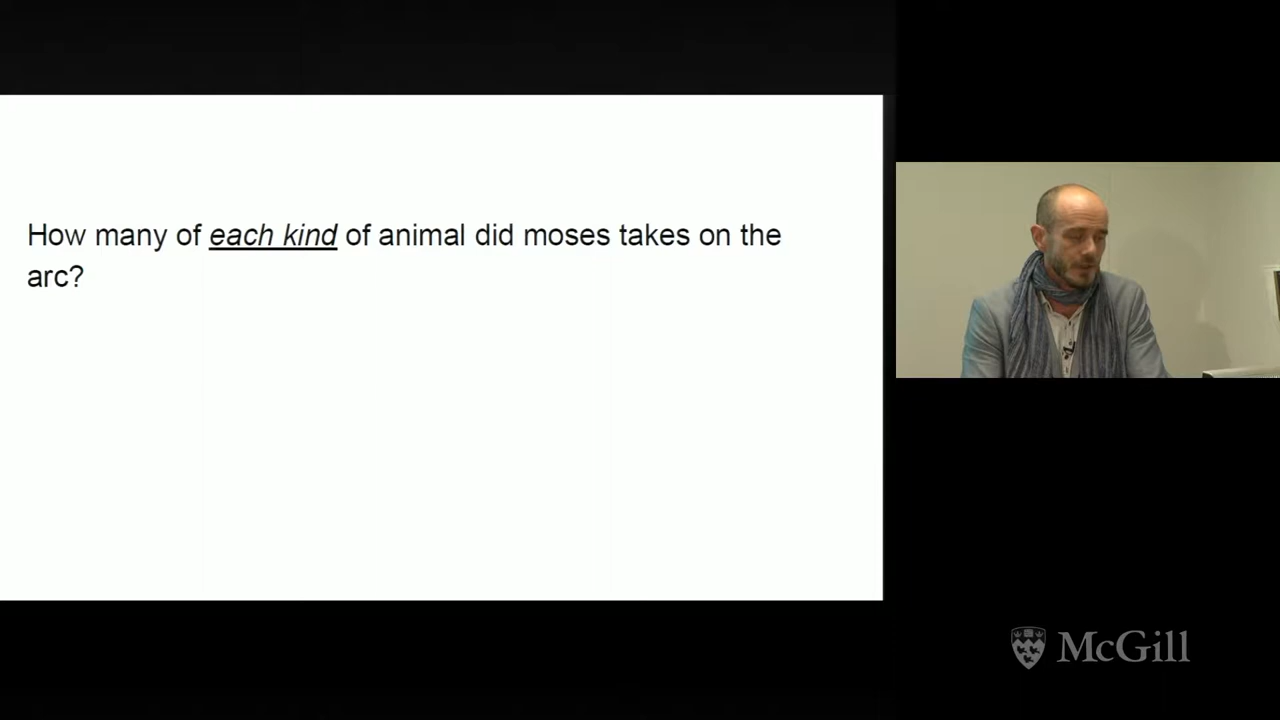 How many of each kind of animal did moses takes on the
arc?
McGill